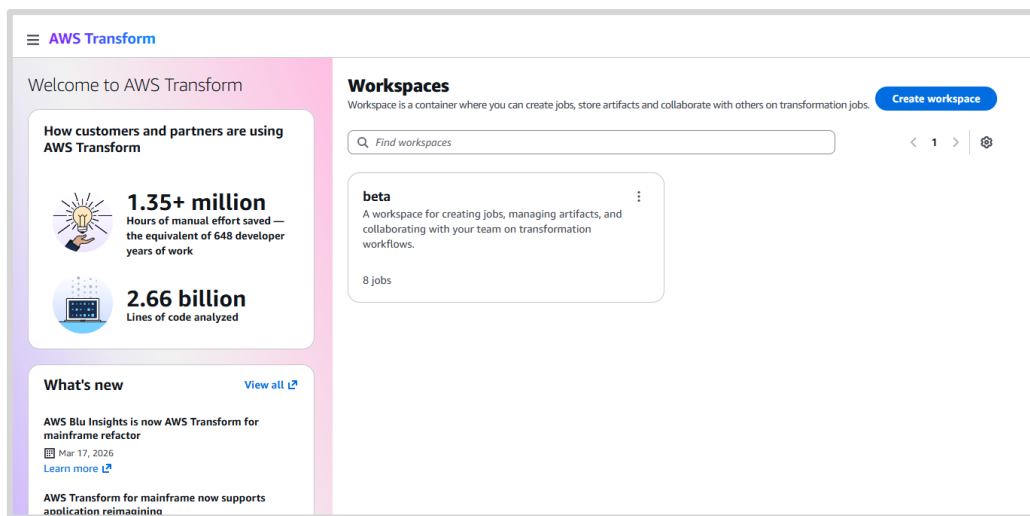 AWS Transform
Welcome to AWS Transform
How customers and partners are using
AWS Transform
1.35+ million
Hours of manual effort saved —
the equivalent of 648 developer
years of work
2.66 billion
Lines of code analyzed
What's new
View all
AWS Blu Insights is now AWS Transform for
mainframe refactor
Mar 17, 2026
Learn more
AWS Transform for mainframe now supports
application reimagining
Workspaces
Workspace is a container where you can create jobs, store artifacts and collaborate with others on transformation jobs.
Create workspace
Find workspaces
1
beta
A workspace for creating jobs, managing artifacts, and
collaborating with your team on transformation
workflows.
8 jobs